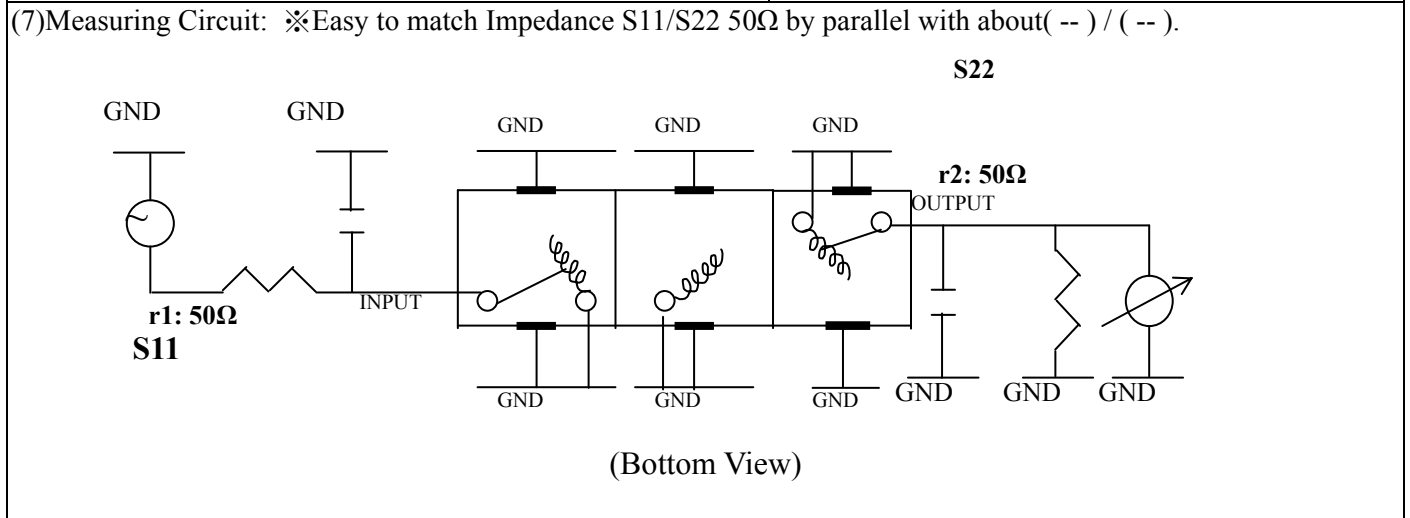 (7)Measuring Circuit: ※Easy to match Impedance S11/S22 50Ω by parallel with about( -- ) / ( -- ).
S22
GND GND GND GND GND
r2: 50Ω
OUTPUT
INPUT
r1: 50Ω
S11
GND GND GND GND GND GND
(Bottom View)